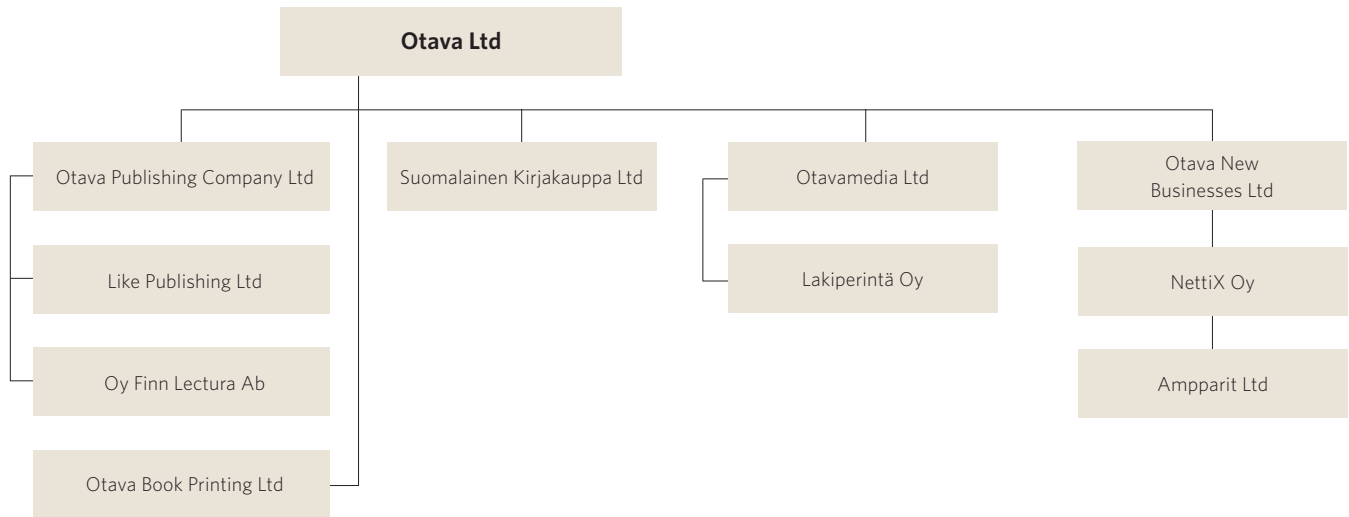 Otava Ltd
Otava Publishing Company Ltd
Suomalainen Kirjakauppa Ltd
Otavamedia Ltd
Otava New
Businesses Ltd
Like Publishing Ltd
Lakiperintä Oy
NettiX Oy
Oy Finn Lectura Ab
Ampparit Ltd
Otava Book Printing Ltd